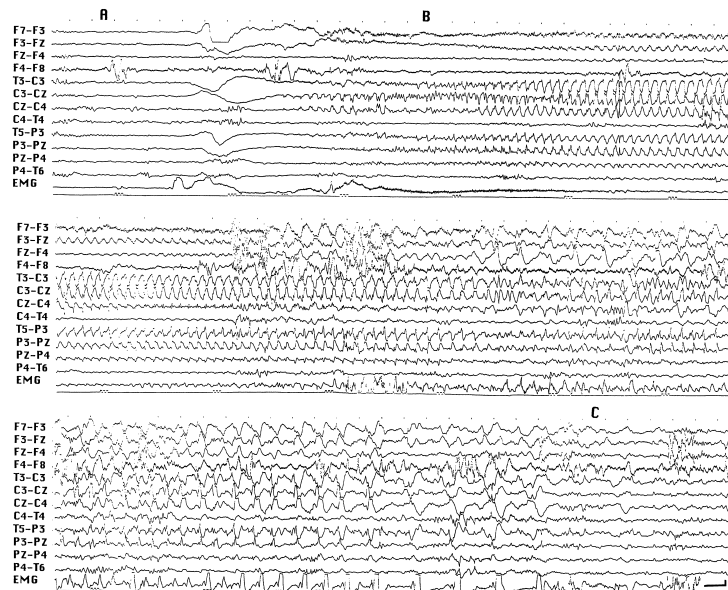 A B
F7-F3
F3-FZ
FZ-F4
F4-F8
T3-C3
C3-CZ
CZ-C4
C4-T4
T5-P3
P3-PZ
PZ-P4
P4-T6
EMG
F7-F3
F3-FZ
FZ-F4
F4-F8
T3-C3
C3-CZ
CZ-C4
C4-T4
T5-P3
P3-PZ
PZ-P4
P4-T6
EMG
C
F7-F3
F3-FZ
FZ-F4
F4-F8
T3-C3
C3-CZ
CZ-C4
C4-T4
T5-P3
P3-PZ
PZ-P4
P4-T6
EMG